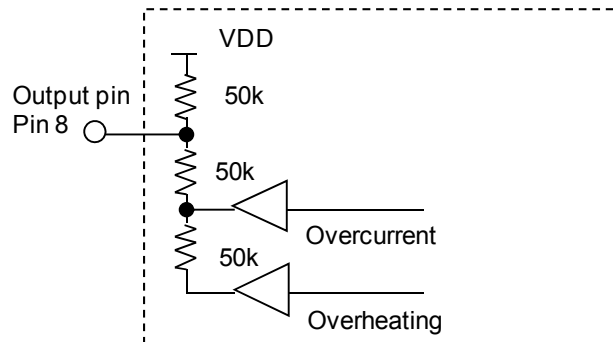 VDD
50k
Output pin
Pin 8
50k
Overcurrent
50k
Overheating